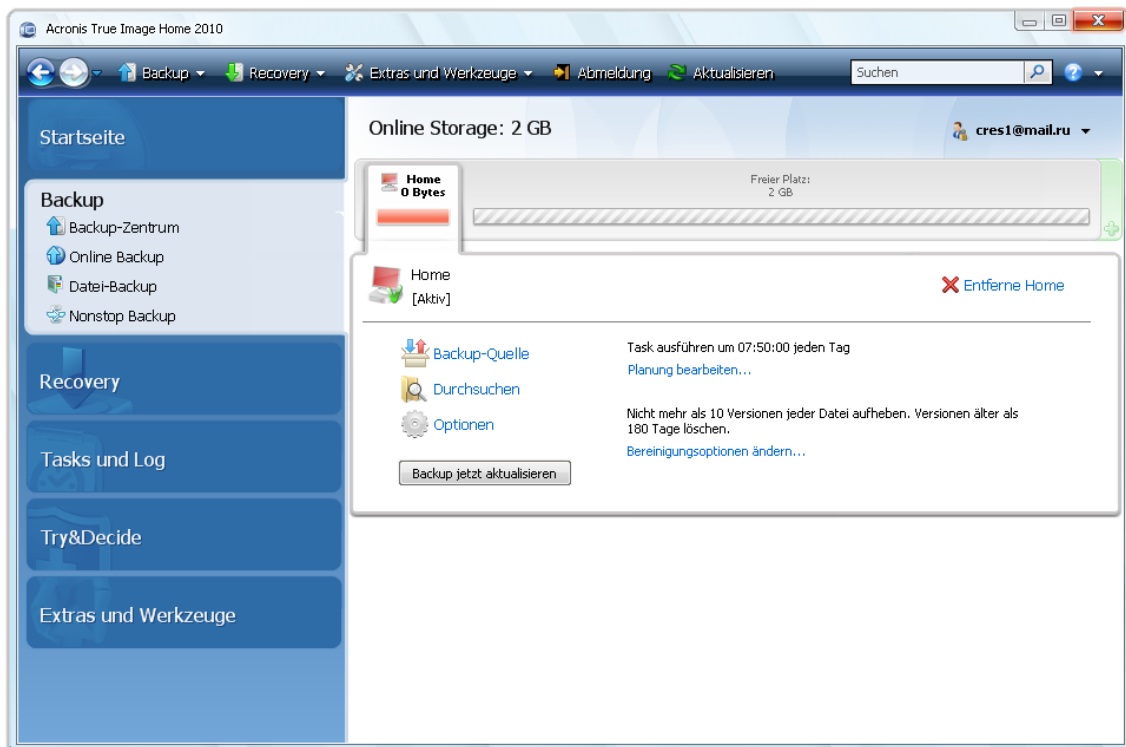 Acronis True Image Home 2010
Backup
Recovery
Extras und Werkzeuge
Abmeldung
Aktualisieren
Suchen
Startseite
Backup
Backup-Zentrum
Online Backup
Datei-Backup
Nonstop Backup
Recovery
Tasks und Log
Try&Decide
Extras und Werkzeuge
Online Storage: 2 GB
cres1@mail.ru
Home
0 Bytes
Freier Platz:
2 GB
Home
[Aktiv]
Entferne Home
Backup-Quelle
Durchsuchen
Optionen
Backup jetzt aktualisieren
Task ausführen um 07:50:00 jeden Tag
Planung bearbeiten...
Nicht mehr als 10 Versionen jeder Datei aufheben. Versionen älter als
180 Tage löschen.
Bereinigungsoptionen ändern...